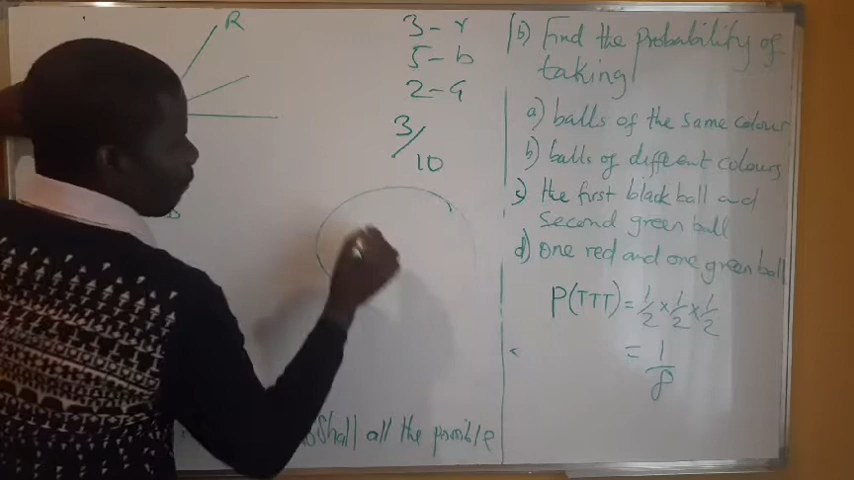 R
3 - r
5 - b
2 - G
3/10
Shall all the possible
(b) Find the probability of
taking
a) balls of the same colour
b) balls of different colours
c) the first black ball and
second green ball
d) one red and one green ball
P(TTT) = 1/2 × 1/2 × 1/2
= 1/8